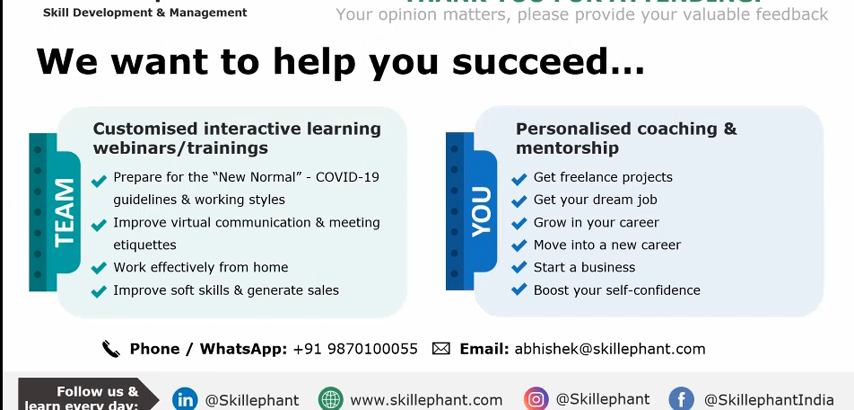 Skill Development & Management
THANK YOU FOR ATTENDING!
Your opinion matters, please provide your valuable feedback
We want to help you succeed...
Customised interactive learning
webinars/trainings
TEAM
Prepare for the “New Normal” - COVID-19
guidelines & working styles
Improve virtual communication & meeting
etiquettes
Work effectively from home
Improve soft skills & generate sales
Personalised coaching &
mentorship
YOU
Get freelance projects
Get your dream job
Grow in your career
Move into a new career
Start a business
Boost your self-confidence
Phone / WhatsApp: +91 9870100055 Email: abhishek@skillephant.com
Follow us &
learn every day:
@Skillephant www.skillephant.com @Skillephant @SkillephantIndia